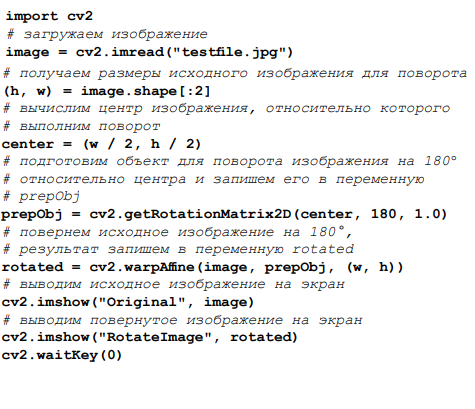 import cv2
# загружаем изображение
image = cv2.imread("testfile.jpg")
# получаем размеры исходного изображения для поворота
(h, w) = image.shape[:2]
# вычислим центр изображения, относительно которого
# выполним поворот
center = (w / 2, h / 2)
# подготовим объект для поворота изображения на 180°
# относительно центра и запишем его в переменную
# prepObj
prepObj = cv2.getRotationMatrix2D(center, 180, 1.0)
# повернем исходное изображение на 180°,
# результат запишем в переменную rotated
rotated = cv2.warpAffine(image, prepObj, (w, h))
# выводим исходное изображение на экран
cv2.imshow("Original", image)
# выводим повернутое изображение на экран
cv2.imshow("RotateImage", rotated)
cv2.waitKey(0)